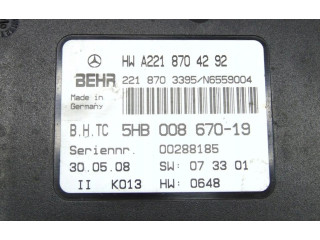 HW A221 870 42 92
BEHR 221 870 3395/N6559004
Made in
Germany
B.H.TC 5HB 008 670-19
Seriennr. 00288185
30.05.08 SW: 07 33 01
II K013 HW: 0648